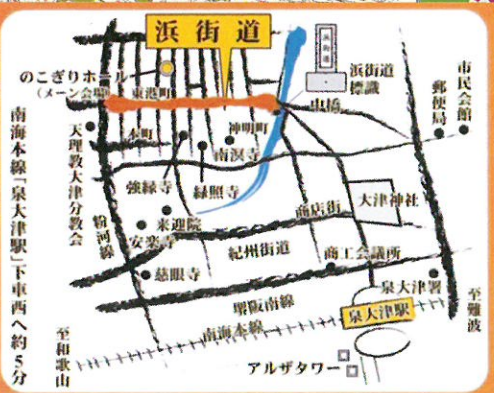 浜街道
浜街道
浜街道
標識
のこぎりホール
(メーン会場)
東港町
市民会館
郵便局
本町
神明町
南溟寺
天理教大津分教会
強縁寺
緑照寺
粉河線
来迎院
安楽寺
商店街
大津神社
紀州街道
慈眼寺
商工会議所
泉大津署
堺阪南線
泉大津駅
至難波
南海本線
至和歌山
アルザタワー
南海本線「泉大津駅」下車西へ約5分